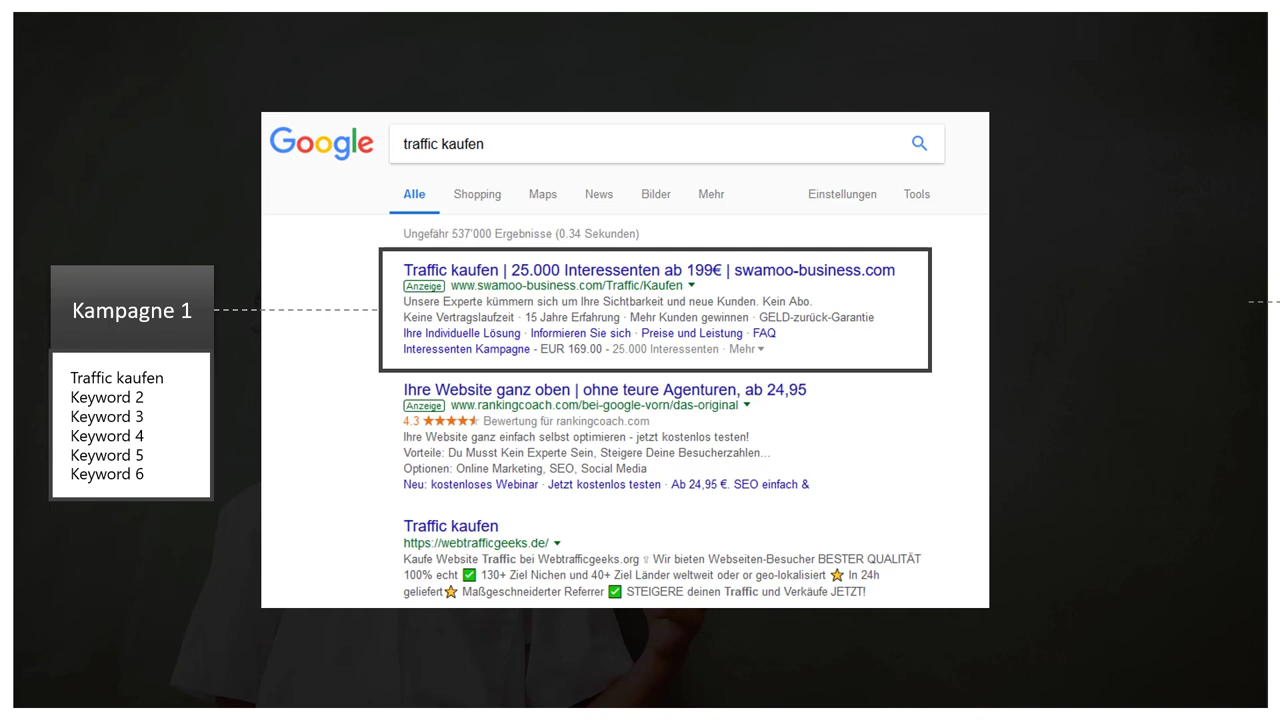 Google
traffic kaufen
Alle Shopping Maps News Bilder Mehr Einstellungen Tools
Ungefähr 537'000 Ergebnisse (0.34 Sekunden)
Kampagne 1
Traffic kaufen
Keyword 2
Keyword 3
Keyword 4
Keyword 5
Keyword 6
Traffic kaufen | 25.000 Interessenten ab 199€ | swamoo-business.com
Anzeige www.swamoo-business.com/Traffic/Kaufen
Unsere Experte kümmern sich um Ihre Sichtbarkeit und neue Kunden. Kein Abo.
Keine Vertragslaufzeit · 15 Jahre Erfahrung · Mehr Kunden gewinnen · GELD-zurück-Garantie
Ihre Individuelle Lösung · Informieren Sie sich · Preise und Leistung · FAQ
Interessenten Kampagne - EUR 169.00 - 25.000 Interessenten · Mehr
Ihre Website ganz oben | ohne teure Agenturen, ab 24,95
Anzeige www.rankingcoach.com/bei-google-vorn/das-original
4.3 Bewertung für rankingcoach.com
Ihre Website ganz einfach selbst optimieren - jetzt kostenlos testen!
Vorteile: Du Musst Kein Experte Sein, Steigere Deine Besucherzahlen...
Optionen: Online Marketing, SEO, Social Media
Neu: kostenloses Webinar · Jetzt kostenlos testen · Ab 24,95 €. SEO einfach &
Traffic kaufen
https://webtrafficgeeks.de/
Kaufe Website Traffic bei Webtrafficgeeks.org ⇧ Wir bieten Webseiten-Besucher BESTER QUALITÄT
100% echt ✅ 130+ Ziel Nichen und 40+ Ziel Länder weltweit oder or geo-lokalisiert ⭐ In 24h
geliefert⭐ Maßgeschneiderter Referrer ✅ STEIGERE deinen Traffic und Verkäufe JETZT!